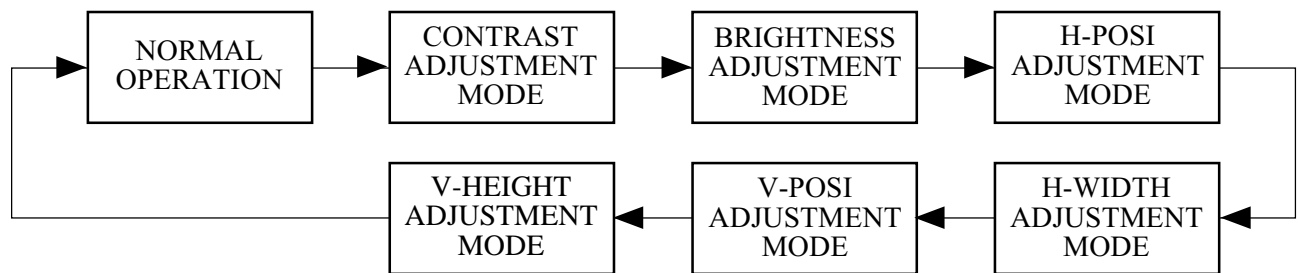 NORMAL
OPERATION
CONTRAST
ADJUSTMENT
MODE
BRIGHTNESS
ADJUSTMENT
MODE
H-POSI
ADJUSTMENT
MODE
H-WIDTH
ADJUSTMENT
MODE
V-POSI
ADJUSTMENT
MODE
V-HEIGHT
ADJUSTMENT
MODE